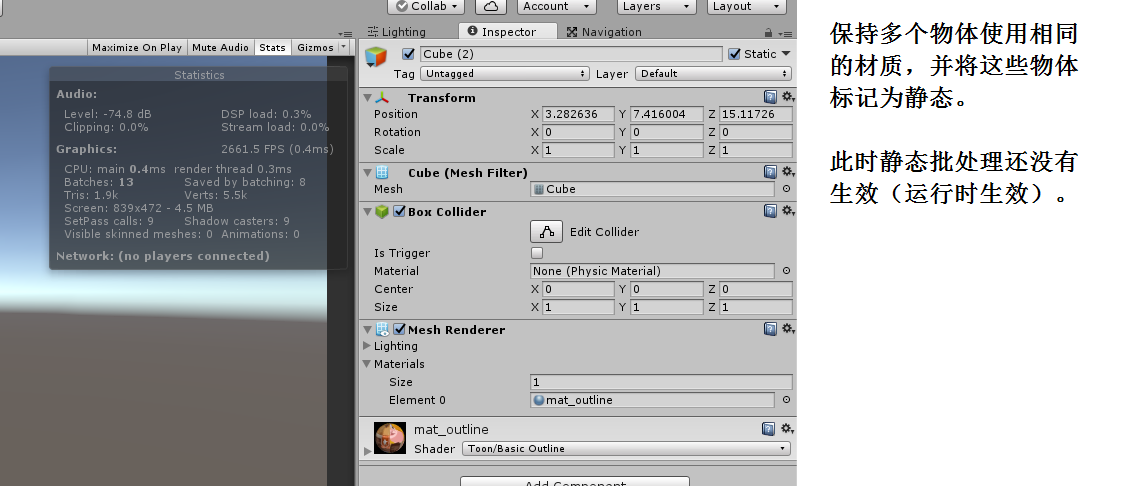 Collab
Account
Layers
Layout
Lighting
Inspector
Navigation
Maximize On Play
Mute Audio
Stats
Gizmos
Statistics
Audio:
Level: -74.8 dB
DSP load: 0.3%
Clipping: 0.0%
Stream load: 0.0%
Graphics:
2661.5 FPS (0.4ms)
CPU: main 0.4ms render thread 0.3ms
Batches: 13
Saved by batching: 8
Tris: 1.9k
Verts: 5.5k
Screen: 839x472 - 4.5 MB
SetPass calls: 9
Shadow casters: 9
Visible skinned meshes: 0 Animations: 0
Network: (no players connected)
Cube (2)
Static
Tag Untagged
Layer Default
Transform
Position X 3.282636 Y 7.416004 Z 15.11726
Rotation X 0 Y 0 Z 0
Scale X 1 Y 1 Z 1
Cube (Mesh Filter)
Mesh Cube
Box Collider
Edit Collider
Is Trigger
Material None (Physic Material)
Center X 0 Y 0 Z 0
Size X 1 Y 1 Z 1
Mesh Renderer
Lighting
Materials
Size 1
Element 0 mat_outline
mat_outline
Shader Toon/Basic Outline
Add Component
保持多个物体使用相同
的材质，并将这些物体
标记为静态。
此时静态批处理还没有
生效（运行时生效）。